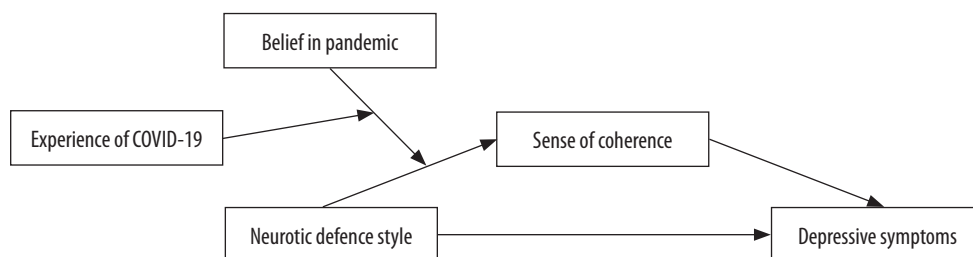 Belief in pandemic
Experience of COVID-19
Sense of coherence
Neurotic defence style
Depressive symptoms